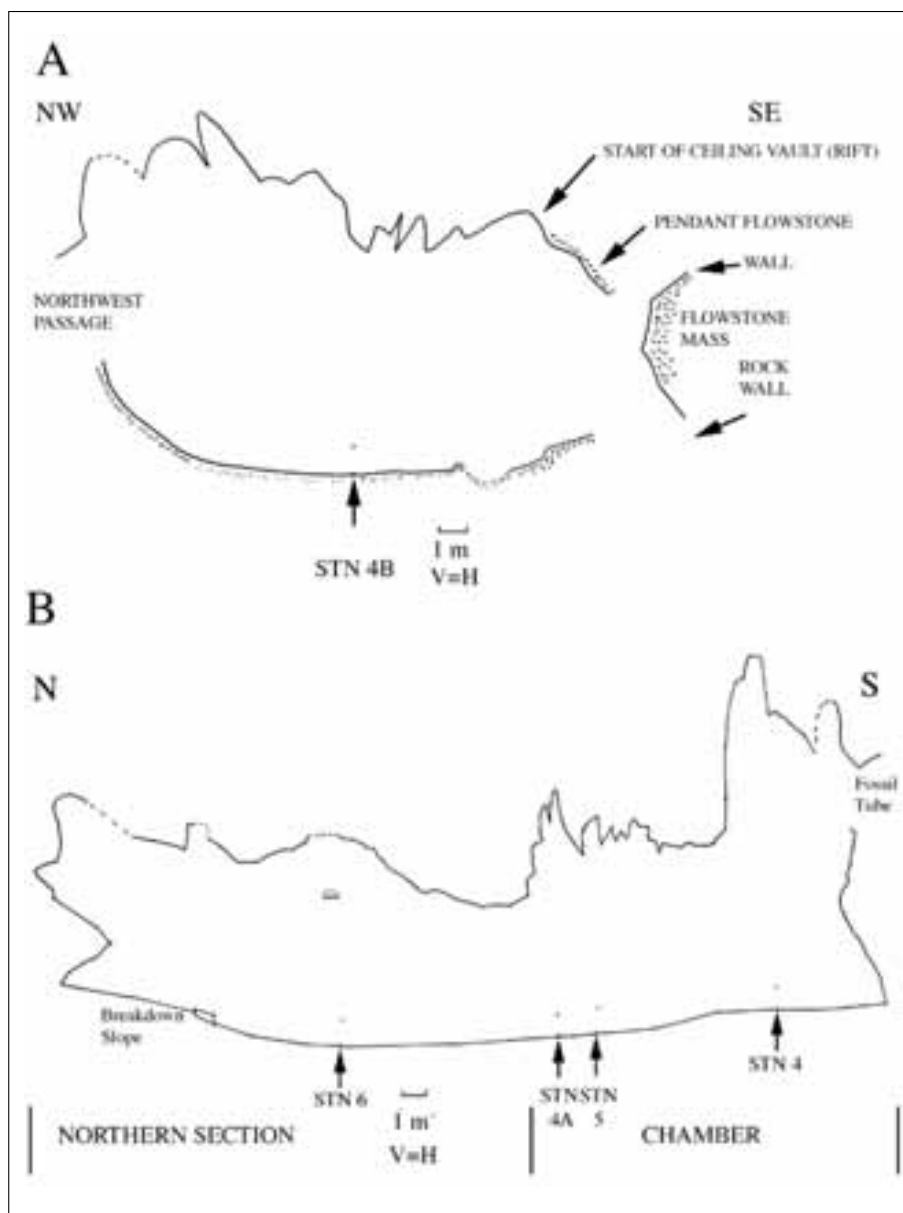 A
NW
SE
START OF CEILING VAULT (RIFT)
PENDANT FLOWSTONE
WALL
NORTHWEST
PASSAGE
FLOWSTONE
MASS
ROCK
WALL
STN 4B
1 m
V=H
B
N
S
Fossil
Tube
Breakdown
Slope
STN 6
1 m
V=H
STN
4A
STN
5
STN 4
NORTHERN SECTION
CHAMBER